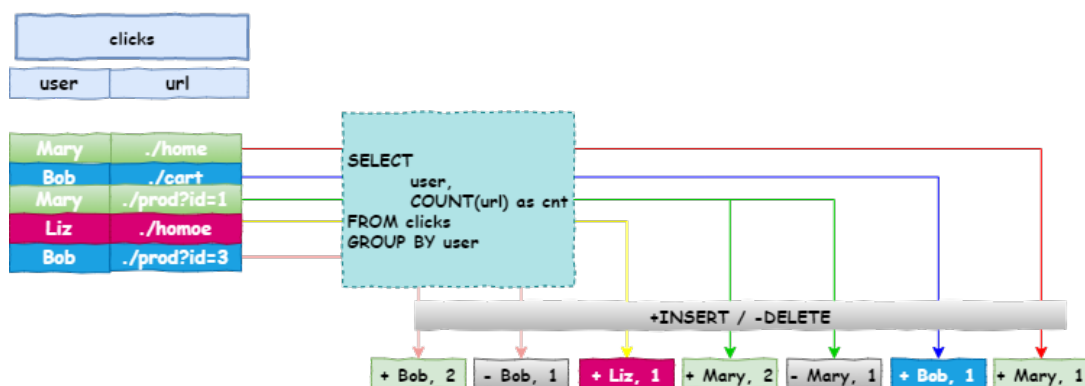 clicks
user url
Mary ./home
Bob ./cart
Mary ./prod?id=1
Liz ./homoe
Bob ./prod?id=3
SELECT
user,
COUNT(url) as cnt
FROM clicks
GROUP BY user
+INSERT / -DELETE
+ Bob, 2
- Bob, 1
+ Liz, 1
+ Mary, 2
- Mary, 1
+ Bob, 1
+ Mary, 1